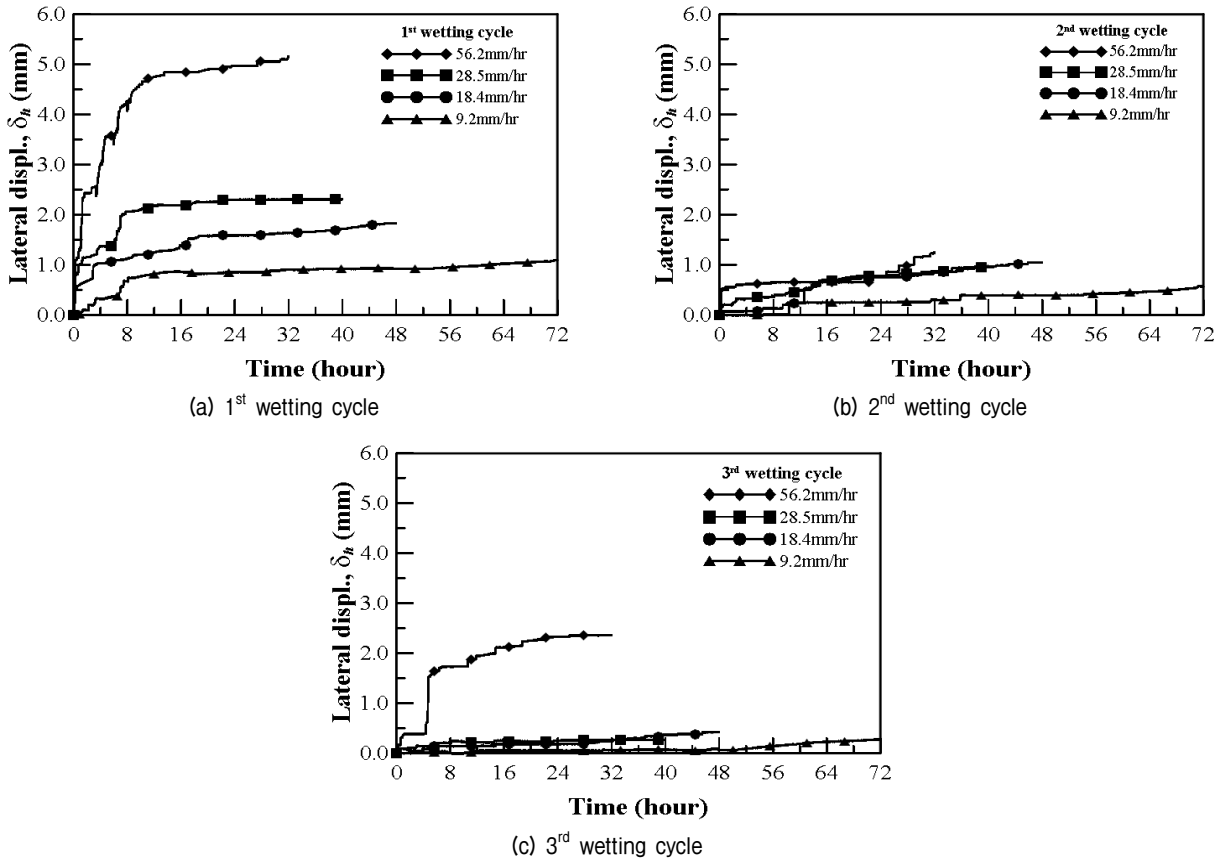 6.0
5.0
4.0
3.0
2.0
1.0
0.0
Lateral displ., δh (mm)
1st wetting cycle
56.2mm/hr
28.5mm/hr
18.4mm/hr
9.2mm/hr
0 8 16 24 32 40 48 56 64 72
Time (hour)
(a) 1st wetting cycle
6.0
5.0
4.0
3.0
2.0
1.0
0.0
Lateral displ., δh (mm)
2nd wetting cycle
56.2mm/hr
28.5mm/hr
18.4mm/hr
9.2mm/hr
0 8 16 24 32 40 48 56 64 72
Time (hour)
(b) 2nd wetting cycle
6.0
5.0
4.0
3.0
2.0
1.0
0.0
Lateral displ., δh (mm)
3rd wetting cycle
56.2mm/hr
28.5mm/hr
18.4mm/hr
9.2mm/hr
0 8 16 24 32 40 48 56 64 72
Time (hour)
(c) 3rd wetting cycle